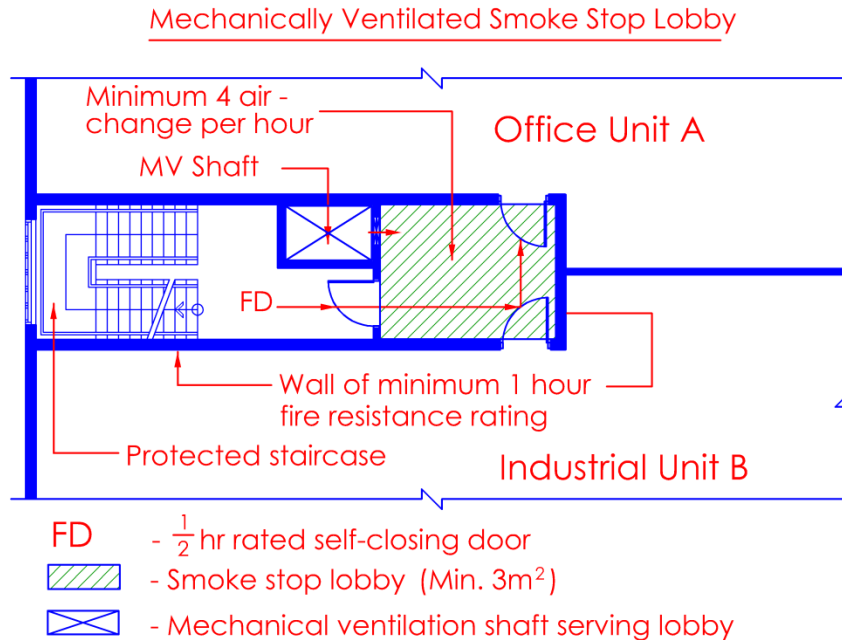 Mechanically Ventilated Smoke Stop Lobby
Minimum 4 air -
change per hour
Office Unit A
MV Shaft
FD
Wall of minimum 1 hour
fire resistance rating
Protected staircase
Industrial Unit B
FD - 1/2 hr rated self-closing door
- Smoke stop lobby (Min. 3m²)
- Mechanical ventilation shaft serving lobby